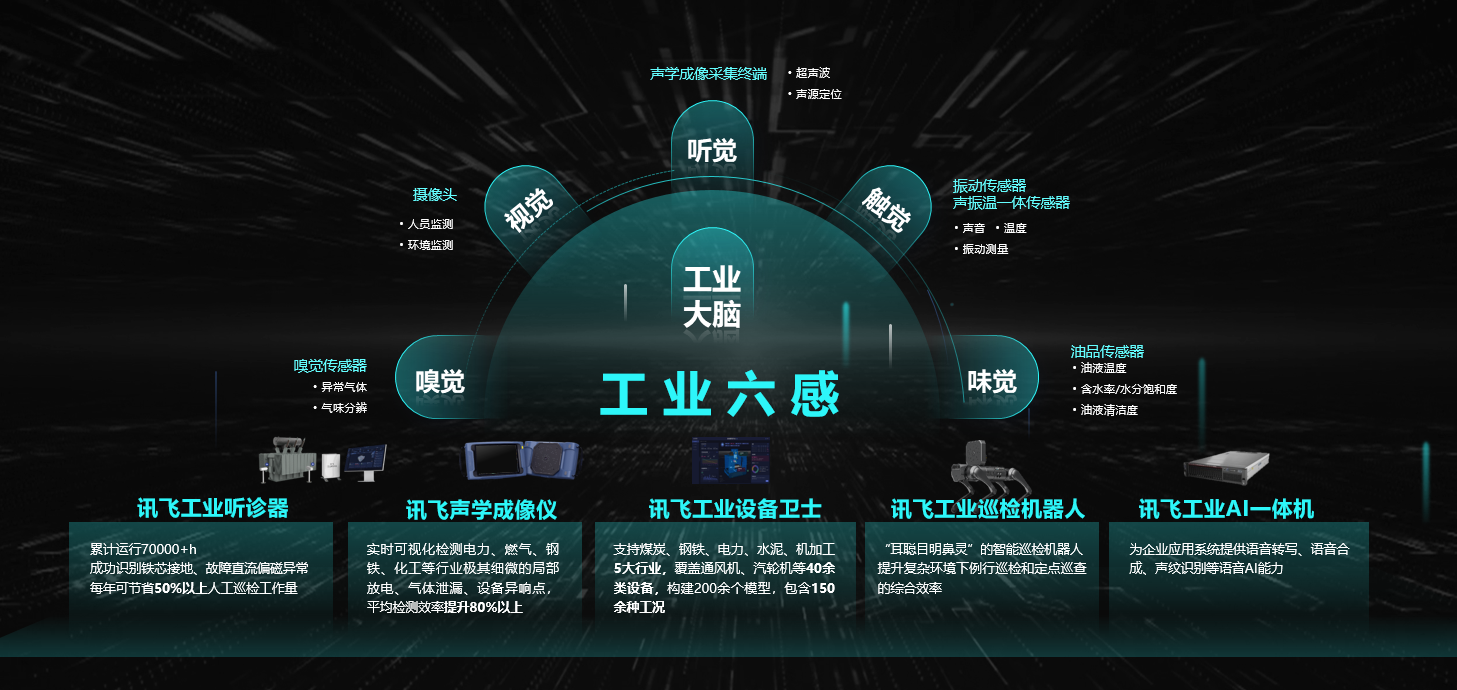 声学成像采集终端
• 超声波
• 声源定位
听觉
摄像头
• 人员监测
• 环境监测
视觉
触觉
振动传感器
声振温一体传感器
• 声音 • 温度
• 振动测量
工业
大脑
嗅觉传感器
• 异常气体
• 气味分辨
嗅觉
工业六感
味觉
油品传感器
• 油液温度
• 含水率/水分饱和度
• 油液清洁度
讯飞工业听诊器
累计运行70000+h
成功识别铁芯接地、故障直流偏磁异常
每年可节省50%以上人工巡检工作量
讯飞声学成像仪
实时可视化检测电力、燃气、钢
铁、化工等行业极其细微的局部
放电、气体泄漏、设备异响点，
平均检测效率提升80%以上
讯飞工业设备卫士
支持煤炭、钢铁、电力、水泥、机加工
5大行业，覆盖通风机、汽轮机等40余
类设备，构建200余个模型，包含150
余种工况
讯飞工业巡检机器人
“耳聪目明鼻灵”的智能巡检机器人
提升复杂环境下例行巡检和定点巡查
的综合效率
讯飞工业AI一体机
为企业应用系统提供语音转写、语音合
成、声纹识别等语音AI能力